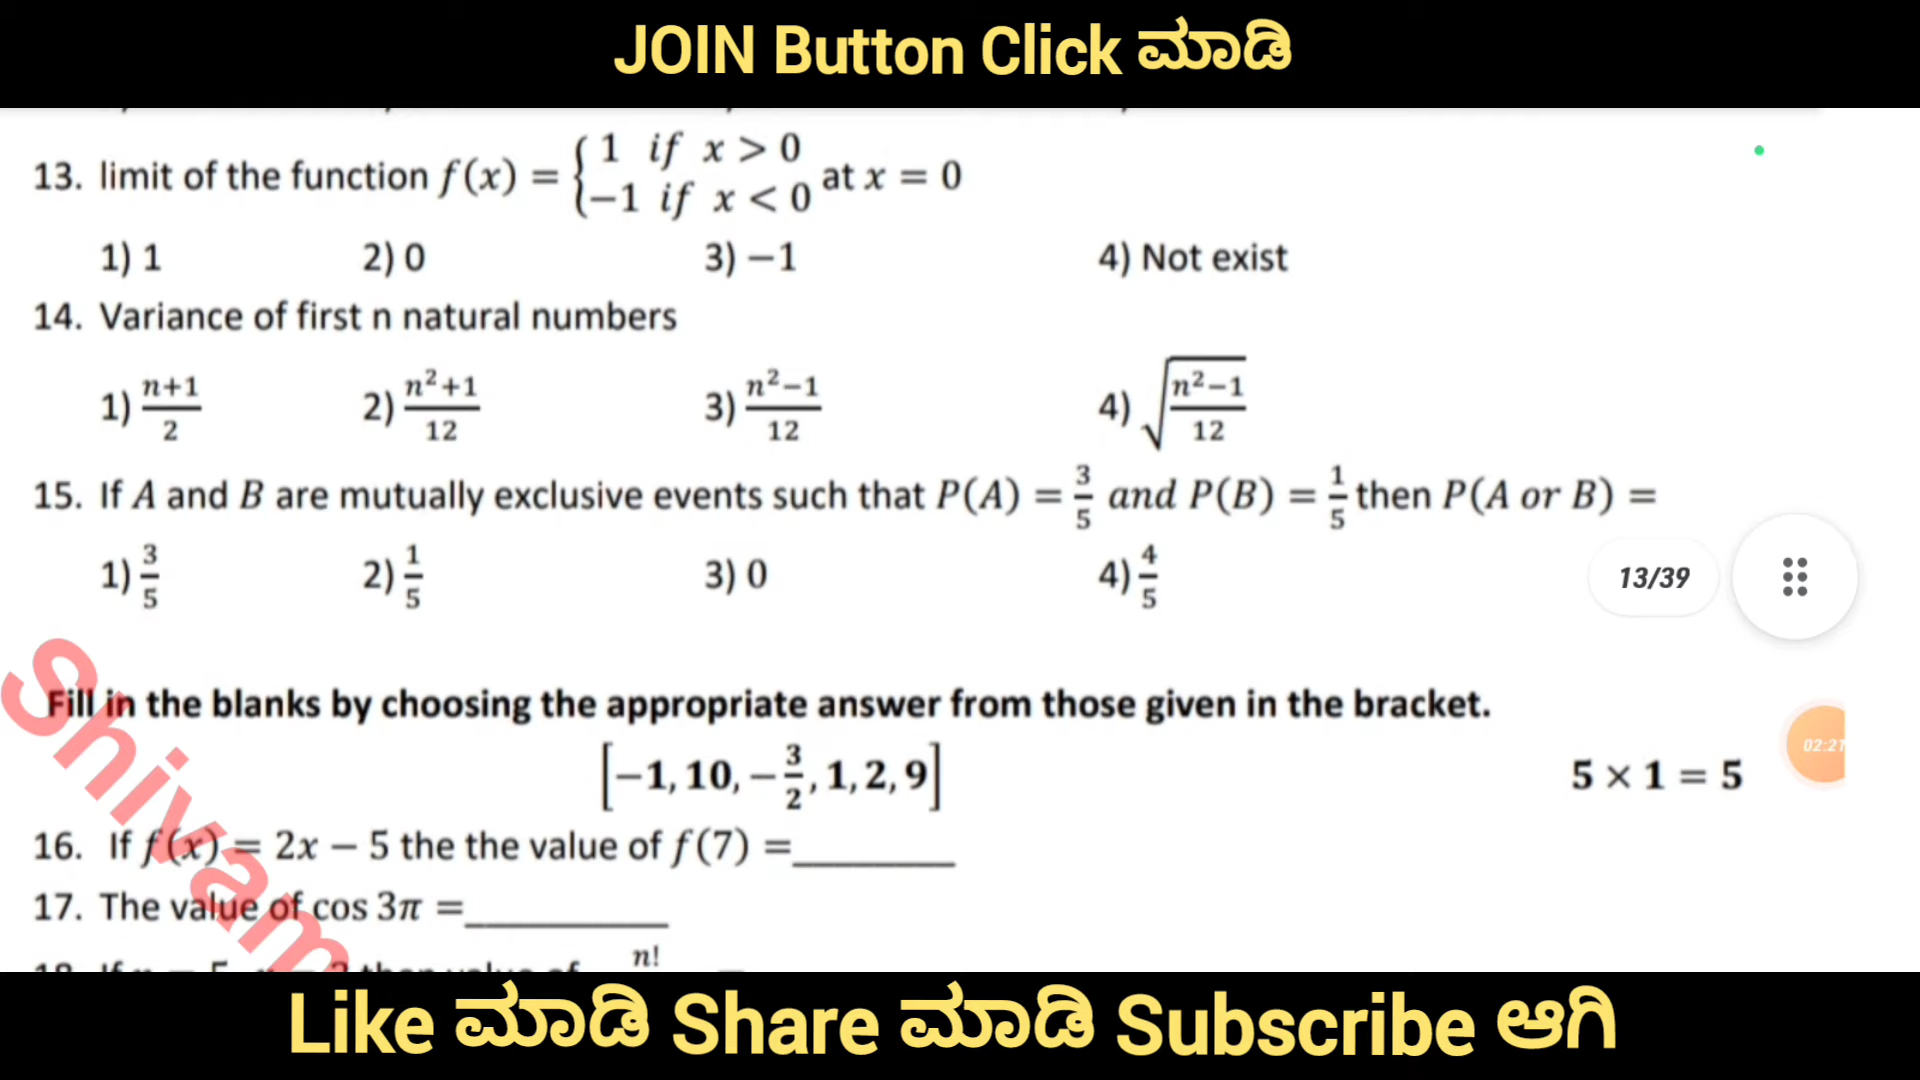 JOIN Button Click ಮಾಡಿ
13. limit of the function f(x) = {1 if x > 0, −1 if x < 0 at x = 0
1) 1 2) 0 3) −1 4) Not exist
14. Variance of first n natural numbers
1) n+1/2 2) n²+1/12 3) n²−1/12 4) √(n²−1/12)
15. If A and B are mutually exclusive events such that P(A) = 3/5 and P(B) = 1/5 then P(A or B) =
1) 3/5 2) 1/5 3) 0 4) 4/5
13/39
Fill in the blanks by choosing the appropriate answer from those given in the bracket.
[−1, 10, −3/2, 1, 2, 9] 5 × 1 = 5
02:21
16. If f(x) = 2x − 5 the the value of f(7) =________
17. The value of cos 3π =________
n!
Shivam
Like ಮಾಡಿ Share ಮಾಡಿ Subscribe ಆಗಿ